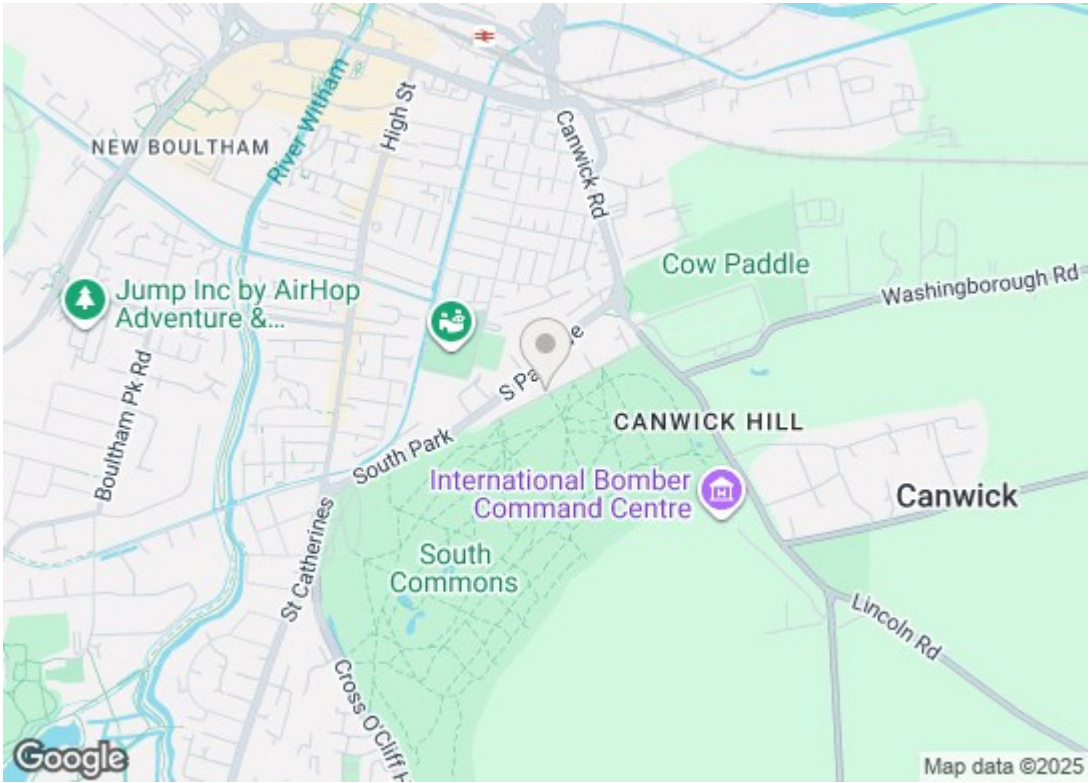 NEW BOULTHAM
River Witham
High St
Canwick Rd
Cow Paddle
Washingborough Rd
Jump Inc by AirHop
Adventure &...
Boultham Pk Rd
S Pa
e
South Park
CANWICK HILL
International Bomber
Command Centre
Canwick
South
Commons
St Catherines
Lincoln Rd
Cross O'Cliff H
Google
Map data ©2025